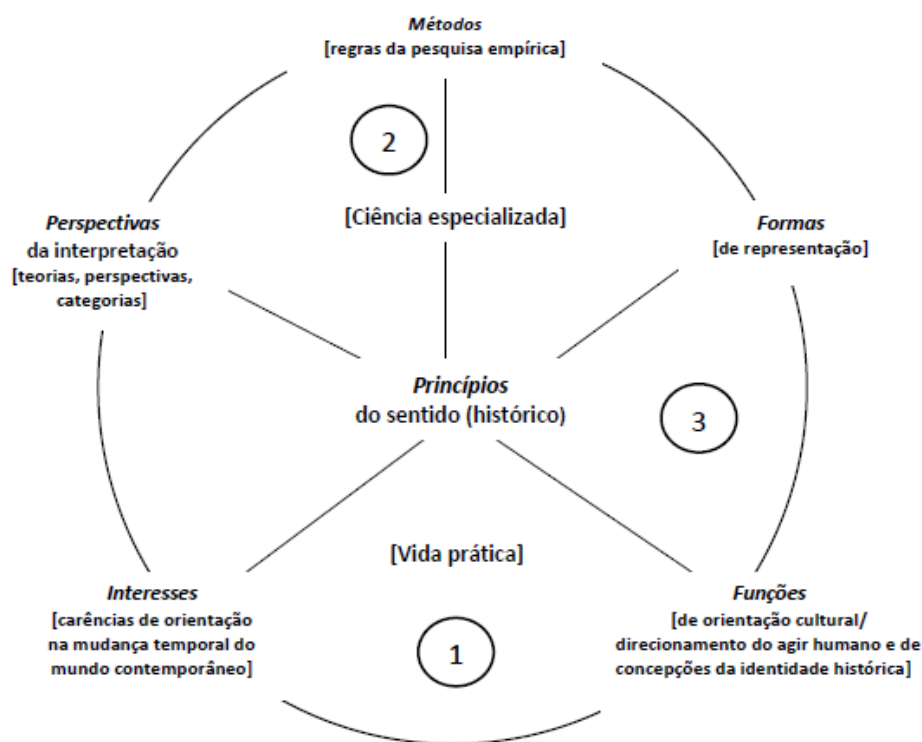 Métodos
[regras da pesquisa empírica]
2
[Ciência especializada]
Perspectivas
da interpretação
[teorias, perspectivas,
categorias]
Formas
[de representação]
Princípios
do sentido (histórico)
3
[Vida prática]
Interesses
[carências de orientação
na mudança temporal do
mundo contemporâneo]
1
Funções
[de orientação cultural/
direcionamento do agir humano e de
concepções da identidade histórica]